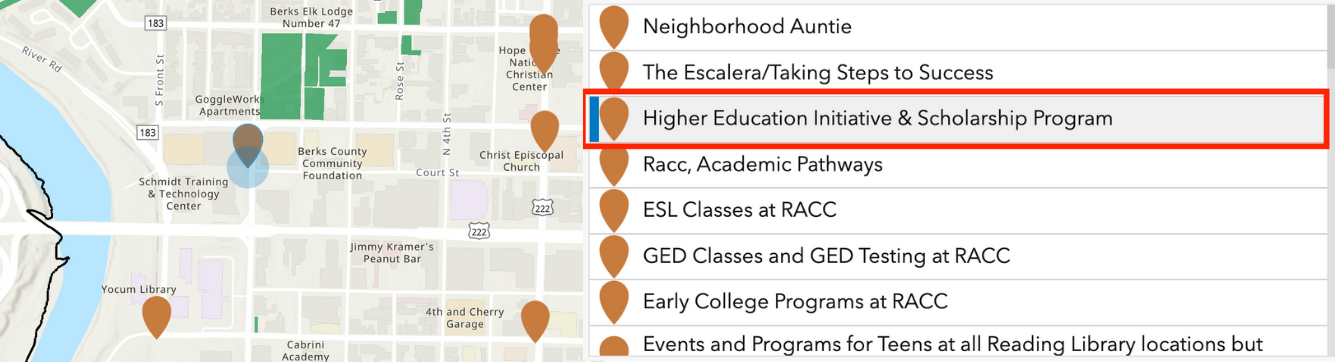 Berks Elk Lodge
Number 47
183
River Rd
S Front St
Rose St
Hope
Nati
Christian
Center
GoggleWorks
Apartments
183
N 4th St
Berks County
Community
Foundation
Christ Episcopal
Church
Court St
Schmidt Training
& Technology
Center
222
222
Jimmy Kramer's
Peanut Bar
Yocum Library
4th and Cherry
Garage
Cabrini
Academy
Neighborhood Auntie
The Escalera/Taking Steps to Success
Higher Education Initiative & Scholarship Program
Racc, Academic Pathways
ESL Classes at RACC
GED Classes and GED Testing at RACC
Early College Programs at RACC
Events and Programs for Teens at all Reading Library locations but